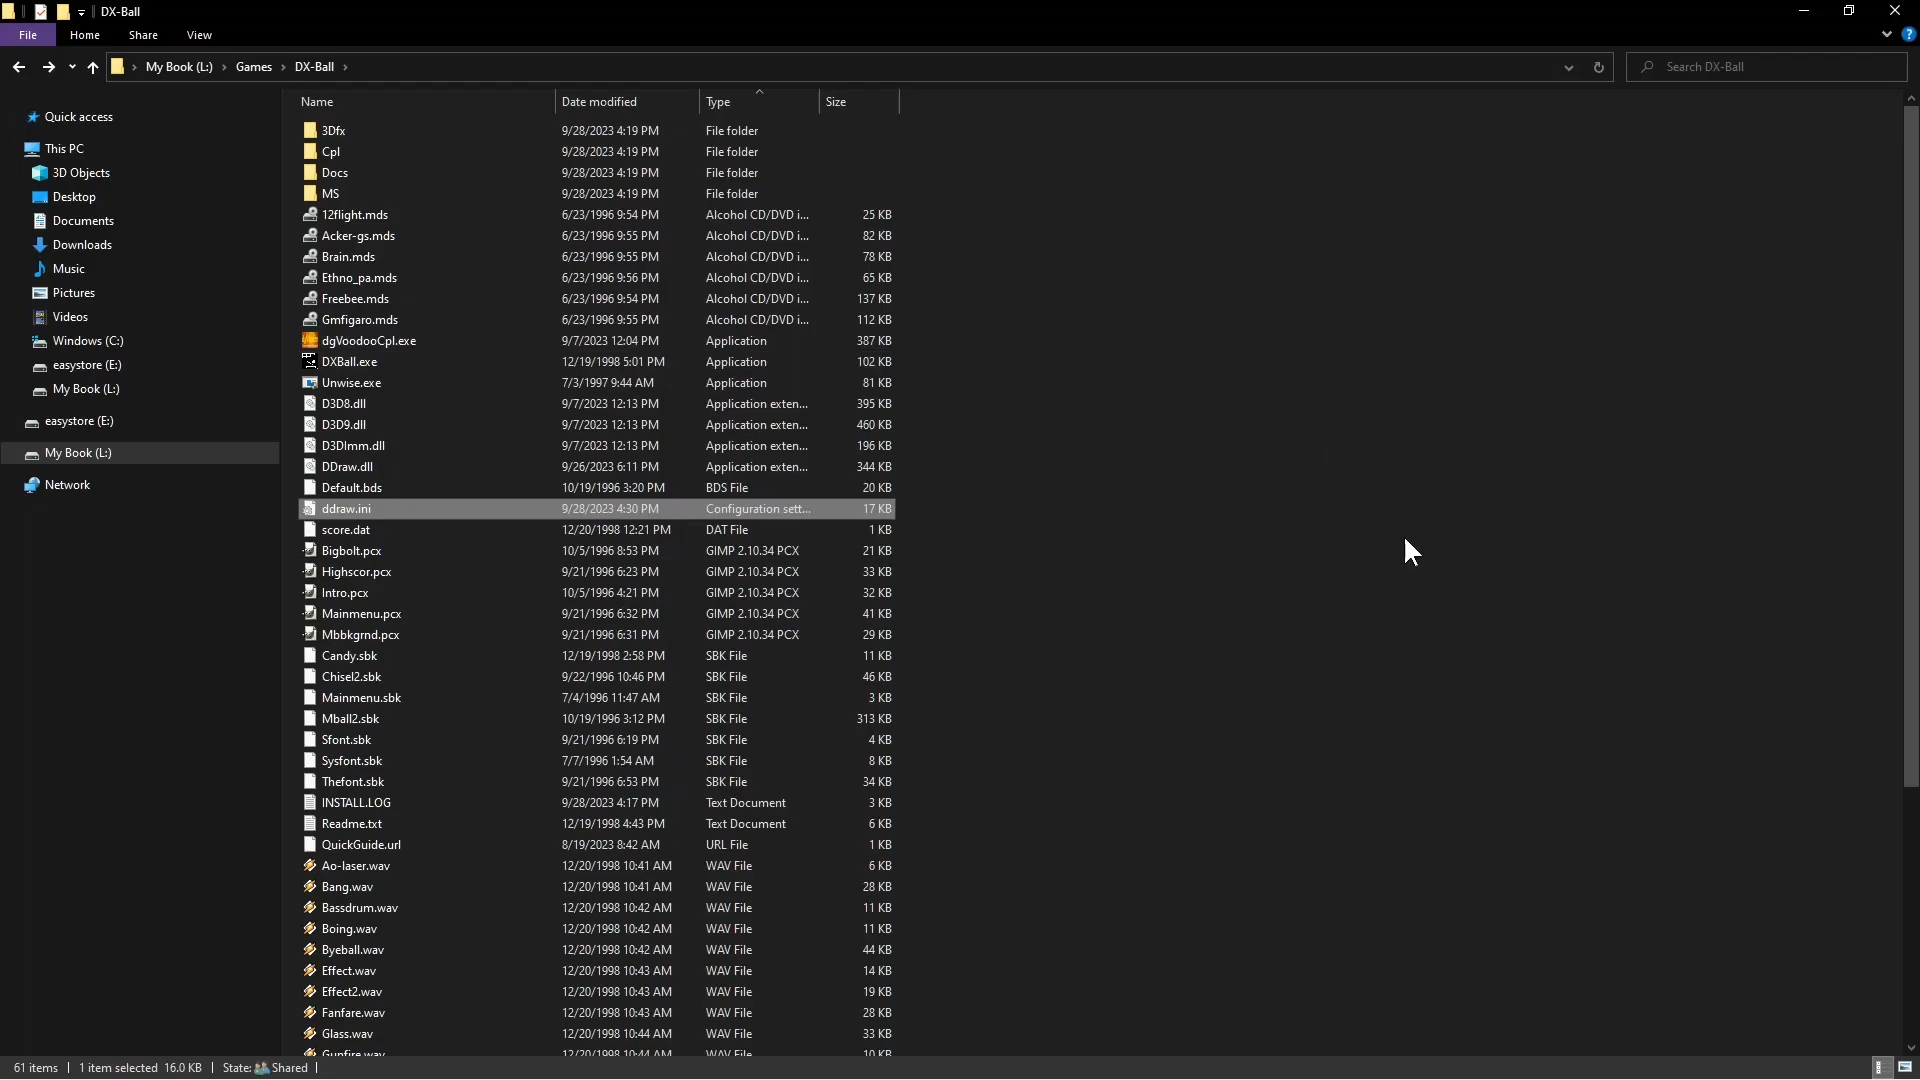 DX-Ball
File Home Share View
My Book (L:) Games DX-Ball Search DX-Ball
Name Date modified Type Size
Quick access
This PC
3D Objects
Desktop
Documents
Downloads
Music
Pictures
Videos
Windows (C:)
easystore (E:)
My Book (L:)
easystore (E:)
My Book (L:)
Network
3Dfx 9/28/2023 4:19 PM File folder
Cpl 9/28/2023 4:19 PM File folder
Docs 9/28/2023 4:19 PM File folder
MS 9/28/2023 4:19 PM File folder
12flight.mds 6/23/1996 9:54 PM Alcohol CD/DVD i... 25 KB
Acker-gs.mds 6/23/1996 9:55 PM Alcohol CD/DVD i... 82 KB
Brain.mds 6/23/1996 9:55 PM Alcohol CD/DVD i... 78 KB
Ethno_pa.mds 6/23/1996 9:56 PM Alcohol CD/DVD i... 65 KB
Freebee.mds 6/23/1996 9:54 PM Alcohol CD/DVD i... 137 KB
Gmfigaro.mds 6/23/1996 9:55 PM Alcohol CD/DVD i... 112 KB
dgVoodooCpl.exe 9/7/2023 12:04 PM Application 387 KB
DXBall.exe 12/19/1998 5:01 PM Application 102 KB
Unwise.exe 7/3/1997 9:44 AM Application 81 KB
D3D8.dll 9/7/2023 12:13 PM Application exten... 395 KB
D3D9.dll 9/7/2023 12:13 PM Application exten... 460 KB
D3DImm.dll 9/7/2023 12:13 PM Application exten... 196 KB
DDraw.dll 9/26/2023 6:11 PM Application exten... 344 KB
Default.bds 10/19/1996 3:20 PM BDS File 20 KB
ddraw.ini 9/28/2023 4:30 PM Configuration sett... 17 KB
score.dat 12/20/1998 12:21 PM DAT File 1 KB
Bigbolt.pcx 10/5/1996 8:53 PM GIMP 2.10.34 PCX 21 KB
Highscor.pcx 9/21/1996 6:23 PM GIMP 2.10.34 PCX 33 KB
Intro.pcx 10/5/1996 4:21 PM GIMP 2.10.34 PCX 32 KB
Mainmenu.pcx 9/21/1996 6:32 PM GIMP 2.10.34 PCX 41 KB
Mbbkgrnd.pcx 9/21/1996 6:31 PM GIMP 2.10.34 PCX 29 KB
Candy.sbk 12/19/1998 2:58 PM SBK File 11 KB
Chisel2.sbk 9/22/1996 10:46 PM SBK File 46 KB
Mainmenu.sbk 7/4/1996 11:47 AM SBK File 3 KB
Mball2.sbk 10/19/1996 3:12 PM SBK File 313 KB
Sfont.sbk 9/21/1996 6:19 PM SBK File 4 KB
Sysfont.sbk 7/7/1996 1:54 AM SBK File 8 KB
Thefont.sbk 9/21/1996 6:53 PM SBK File 34 KB
INSTALL.LOG 9/28/2023 4:17 PM Text Document 3 KB
Readme.txt 12/19/1998 4:43 PM Text Document 6 KB
QuickGuide.url 8/19/2023 8:42 AM URL File 1 KB
Ao-laser.wav 12/20/1998 10:41 AM WAV File 6 KB
Bang.wav 12/20/1998 10:41 AM WAV File 28 KB
Bassdrum.wav 12/20/1998 10:42 AM WAV File 11 KB
Boing.wav 12/20/1998 10:42 AM WAV File 11 KB
Byeball.wav 12/20/1998 10:42 AM WAV File 44 KB
Effect.wav 12/20/1998 10:43 AM WAV File 14 KB
Effect2.wav 12/20/1998 10:43 AM WAV File 19 KB
Fanfare.wav 12/20/1998 10:43 AM WAV File 28 KB
Glass.wav 12/20/1998 10:44 AM WAV File 33 KB
Gunfire.wav 12/20/1998 10:44 AM WAV File 10 KB
61 items 1 item selected 16.0 KB State: Shared